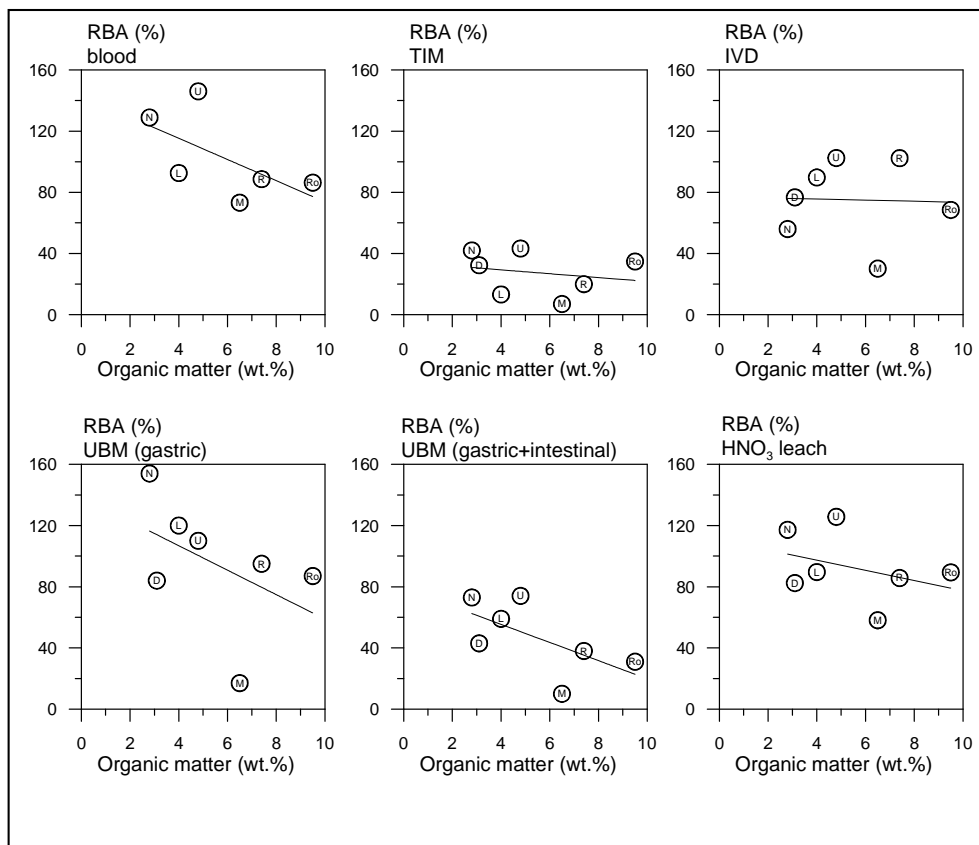 RBA (%)
blood
160
120
80
40
0
N
U
L
M
R
Ro
0 2 4 6 8 10
Organic matter (wt.%)
RBA (%)
TIM
160
120
80
40
0
N
D
U
L
M
R
Ro
0 2 4 6 8 10
Organic matter (wt.%)
RBA (%)
IVD
160
120
80
40
0
N
D
L
U
M
R
Ro
0 2 4 6 8 10
Organic matter (wt.%)
RBA (%)
UBM (gastric)
160
120
80
40
0
N
D
L
U
M
R
Ro
0 2 4 6 8 10
Organic matter (wt.%)
RBA (%)
UBM (gastric+intestinal)
160
120
80
40
0
N
D
L
U
M
R
Ro
0 2 4 6 8 10
Organic matter (wt.%)
RBA (%)
HNO₃ leach
160
120
80
40
0
N
D
L
U
M
R
Ro
0 2 4 6 8 10
Organic matter (wt.%)